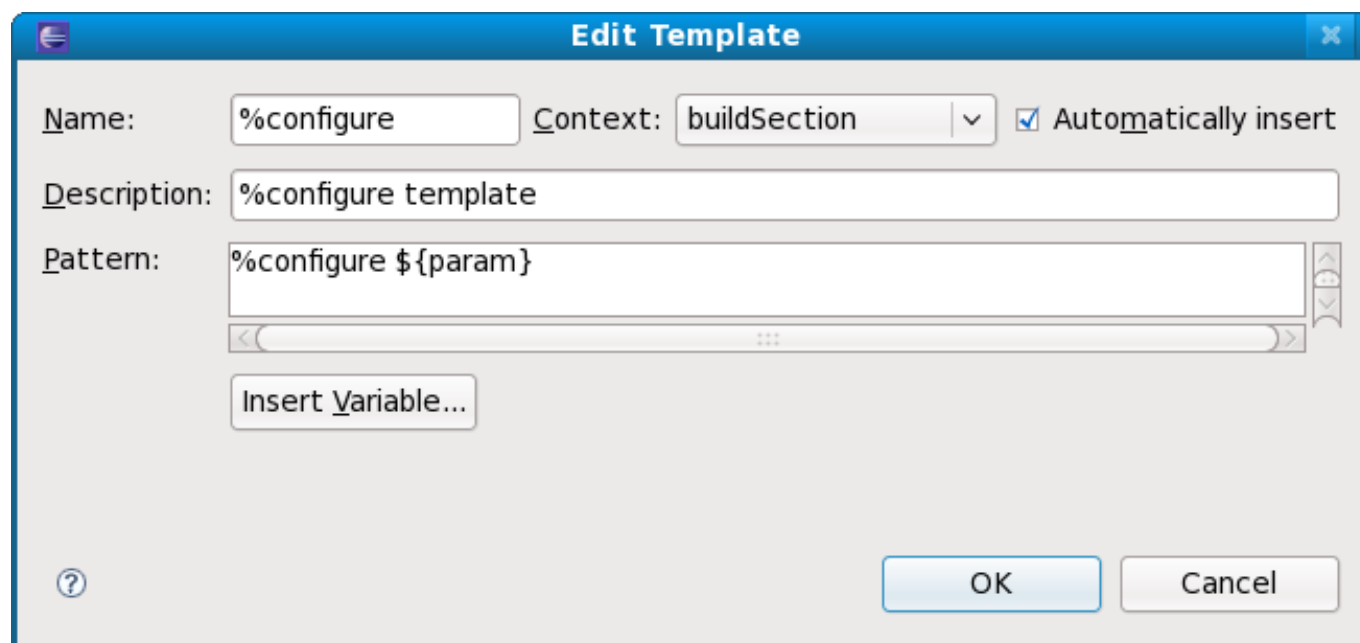 Edit Template
Name: %configure Context: buildSection Automatically insert
Description: %configure template
Pattern: %configure ${param}
Insert Variable...
OK Cancel